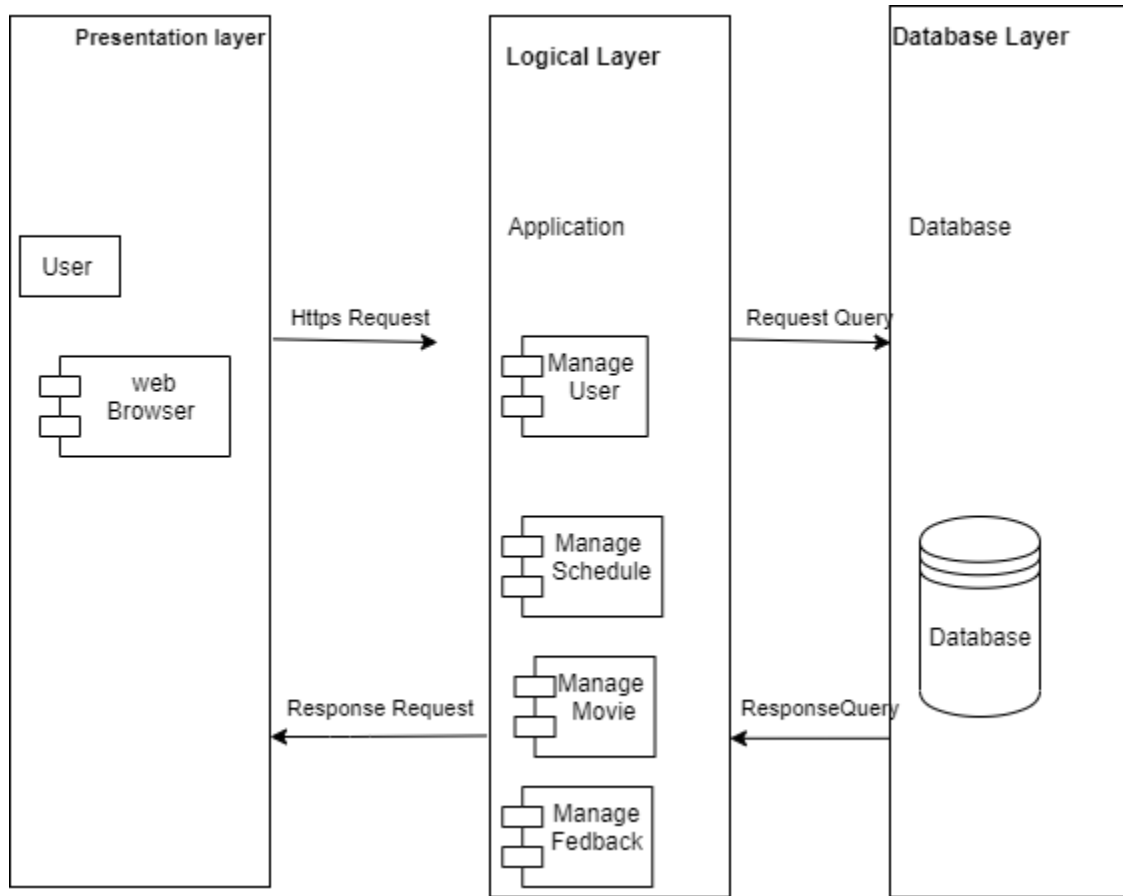 Presentation layer
User
web
Browser
Https Request
Response Request
Logical Layer
Application
Manage
User
Manage
Schedule
Manage
Movie
Manage
Fedback
Request Query
ResponseQuery
Database Layer
Database
Database